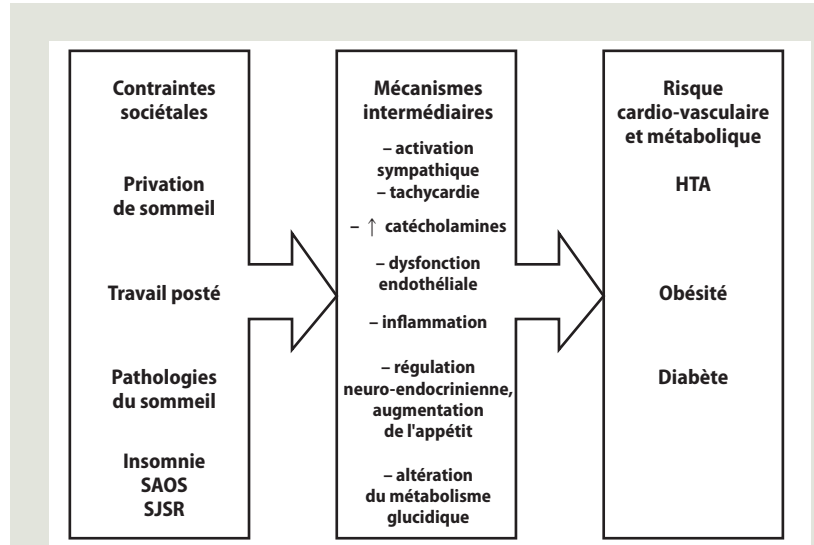 Contraintes
sociétales
Privation
de sommeil
Travail posté
Pathologies
du sommeil
Insomnie
SAOS
SJSR
Mécanismes
intermédiaires
– activation
sympathique
– tachycardie
– ↑ catécholamines
– dysfonction
endothéliale
– inflammation
– régulation
neuro-endocrinienne,
augmentation
de l'appétit
– altération
du métabolisme
glucidique
Risque
cardio-vasculaire
et métabolique
HTA
Obésité
Diabète